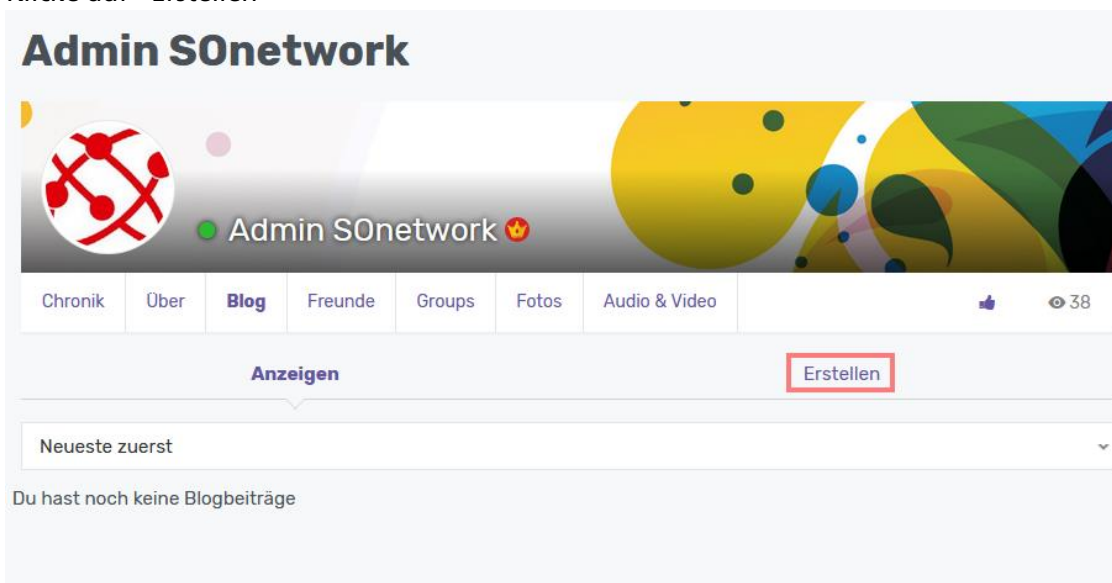 Admin SOnetwork
Admin SOnetwork
Chronik Über Blog Freunde Groups Fotos Audio & Video 38
Anzeigen Erstellen
Neueste zuerst
Du hast noch keine Blogbeiträge